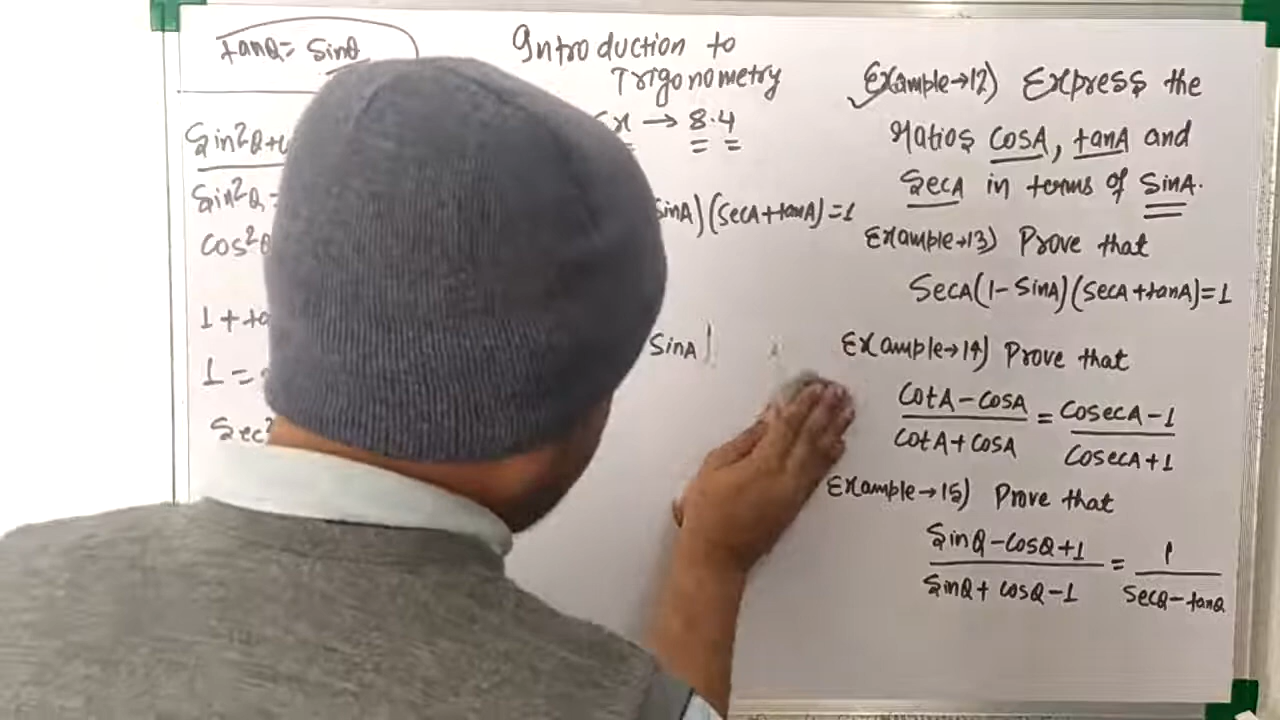 tanθ = sinθ
Introduction to
Trigonometry
Ex → 8.4
sin²θ+
sin²θ =
cos²θ
1 +
1 =
sec²
sinA) (secA+tanA) = 1
sinA
Example→12) Express the
ratios cosA, tanA and
secA in terms of sinA.
Example→13) Prove that
secA(1-sinA)(secA+tanA)=1
Example→14) Prove that
cotA-cosA / cotA+cosA = cosecA-1 / cosecA+1
Example→15) Prove that
sinθ-cosθ+1 / sinθ+cosθ-1 = 1 / secθ-tanθ